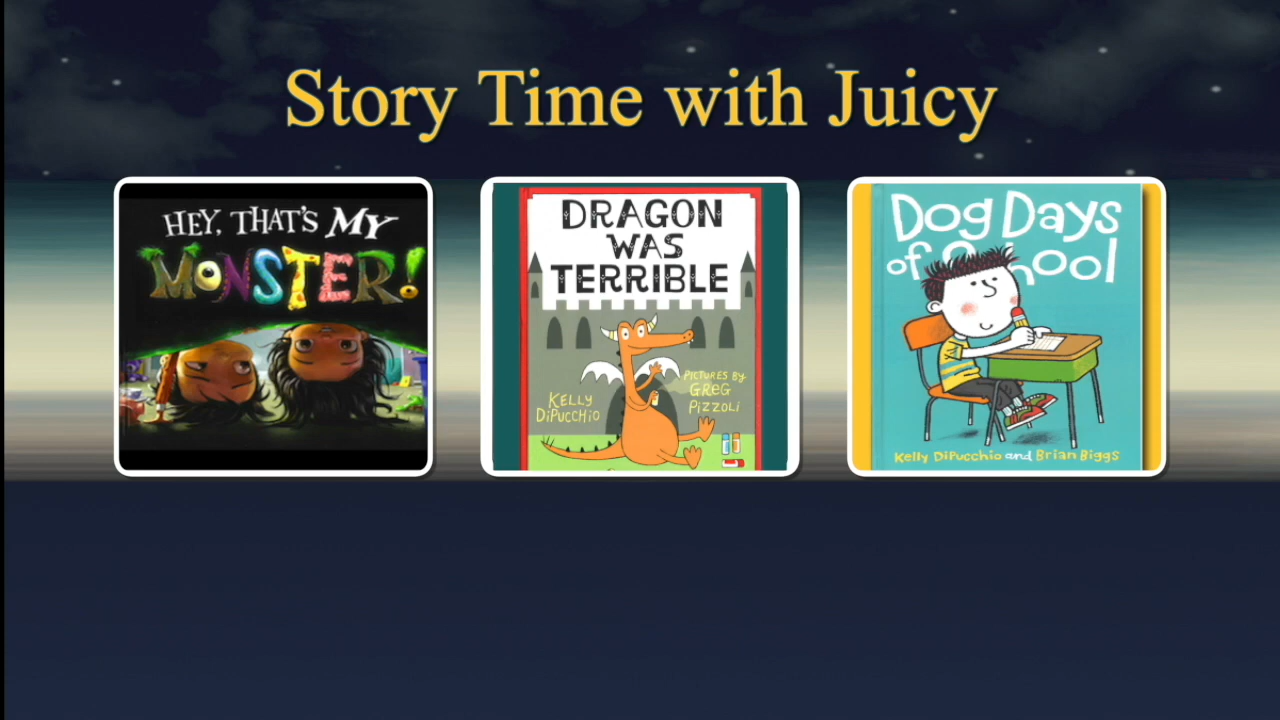 Story Time with Juicy
HEY, THAT'S MY
MONSTER!
DRAGON
WAS
TERRIBLE
KELLY
DiPUCCHiO
PiCTURES BY
GREG
PiZZOLi
Dog Days
of School
Kelly DiPucchio and Brian Biggs